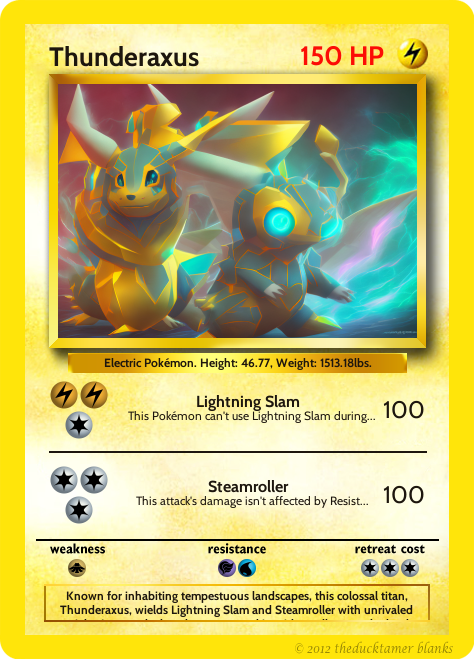 Thunderaxus 150 HP
Electric Pokémon. Height: 46.77, Weight: 1513.18lbs.
Lightning Slam
This Pokémon can't use Lightning Slam during... 100
Steamroller
This attack's damage isn't affected by Resist... 100
weakness resistance retreat cost
Known for inhabiting tempestuous landscapes, this colossal titan,
Thunderaxus, wields Lightning Slam and Steamroller with unrivaled
© 2012 theducktamer blanks